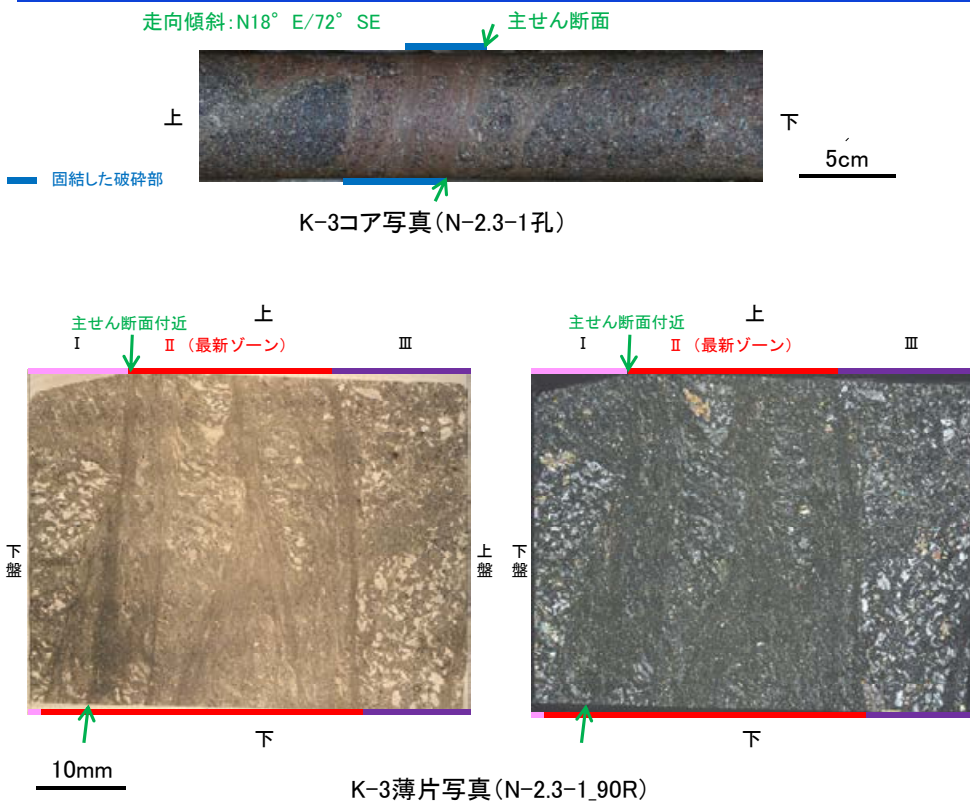 走向傾斜:N18°E/72°SE
主せん断面
上
下
5cm
固結した破砕部
K-3コア写真(N-2.3-1孔)
主せん断面付近
上
Ⅰ
Ⅱ(最新ゾーン)
Ⅲ
主せん断面付近
上
Ⅰ
Ⅱ(最新ゾーン)
Ⅲ
下盤
上盤
下盤
下
下
10mm
K-3薄片写真(N-2.3-1_90R)